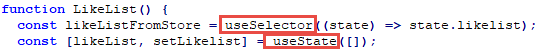 function LikeList() {
const likeListFromStore = useSelector((state) => state.likelist);
const [likeList, setLikelist] = useState([]);